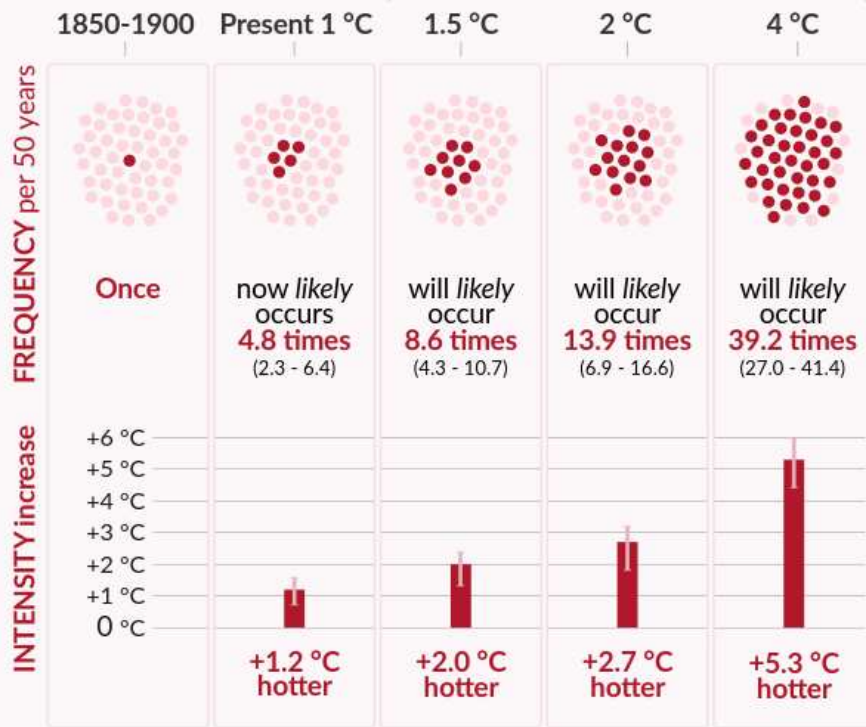 1850-1900 Present 1 °C 1.5 °C 2 °C 4 °C
FREQUENCY per 50 years
Once
now likely
occurs
4.8 times
(2.3 - 6.4)
will likely
occur
8.6 times
(4.3 - 10.7)
will likely
occur
13.9 times
(6.9 - 16.6)
will likely
occur
39.2 times
(27.0 - 41.4)
INTENSITY increase
+6 °C
+5 °C
+4 °C
+3 °C
+2 °C
+1 °C
0 °C
+1.2 °C
hotter
+2.0 °C
hotter
+2.7 °C
hotter
+5.3 °C
hotter